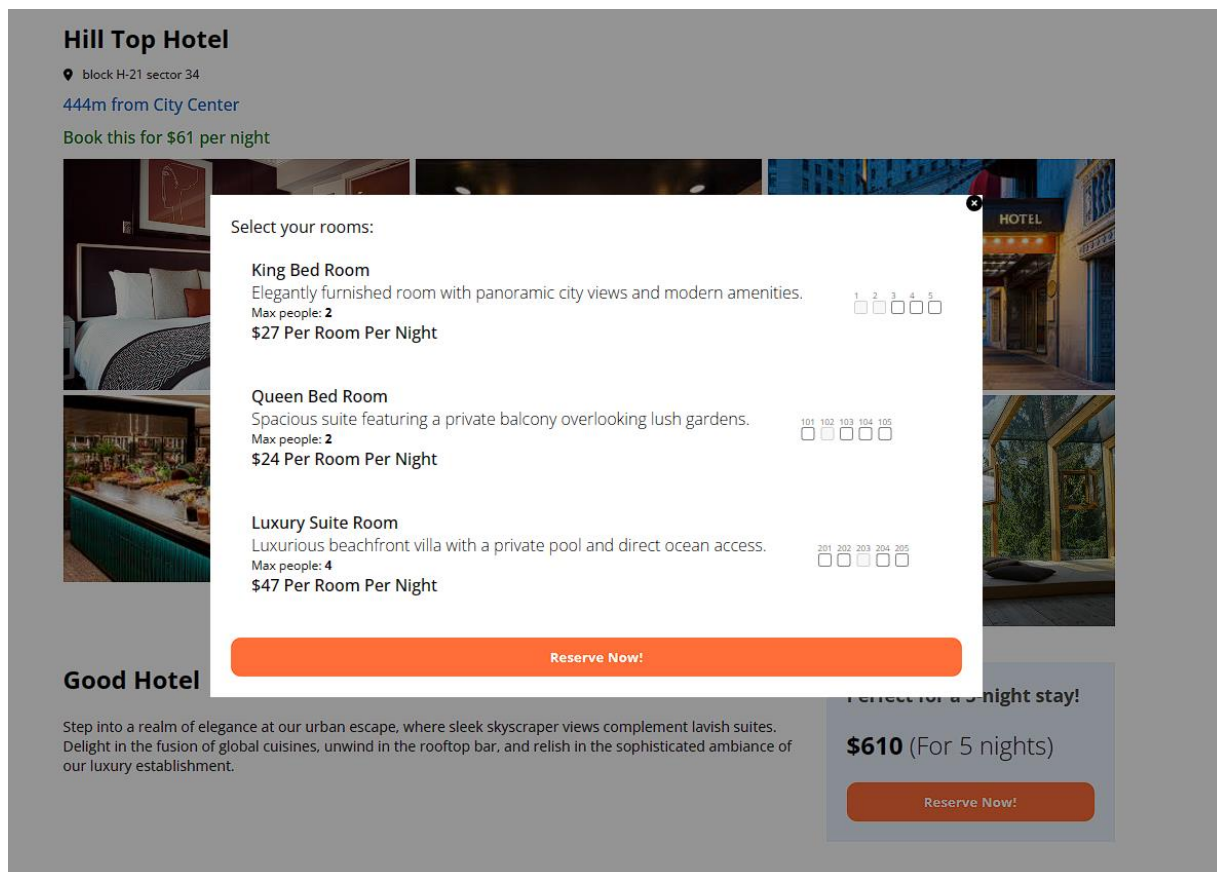 Hill Top Hotel
block H-21 sector 34
444m from City Center
Book this for $61 per night
HOTEL
Select your rooms:
King Bed Room
Elegantly furnished room with panoramic city views and modern amenities.
Max people: 2
$27 Per Room Per Night
1 2 3 4 5
Queen Bed Room
Spacious suite featuring a private balcony overlooking lush gardens.
Max people: 2
$24 Per Room Per Night
101 102 103 104 105
Luxury Suite Room
Luxurious beachfront villa with a private pool and direct ocean access.
Max people: 4
$47 Per Room Per Night
201 202 203 204 205
Reserve Now!
Good Hotel
Step into a realm of elegance at our urban escape, where sleek skyscraper views complement lavish suites.
Delight in the fusion of global cuisines, unwind in the rooftop bar, and relish in the sophisticated ambiance of
our luxury establishment.
Perfect for a 5-night stay!
$610 (For 5 nights)
Reserve Now!